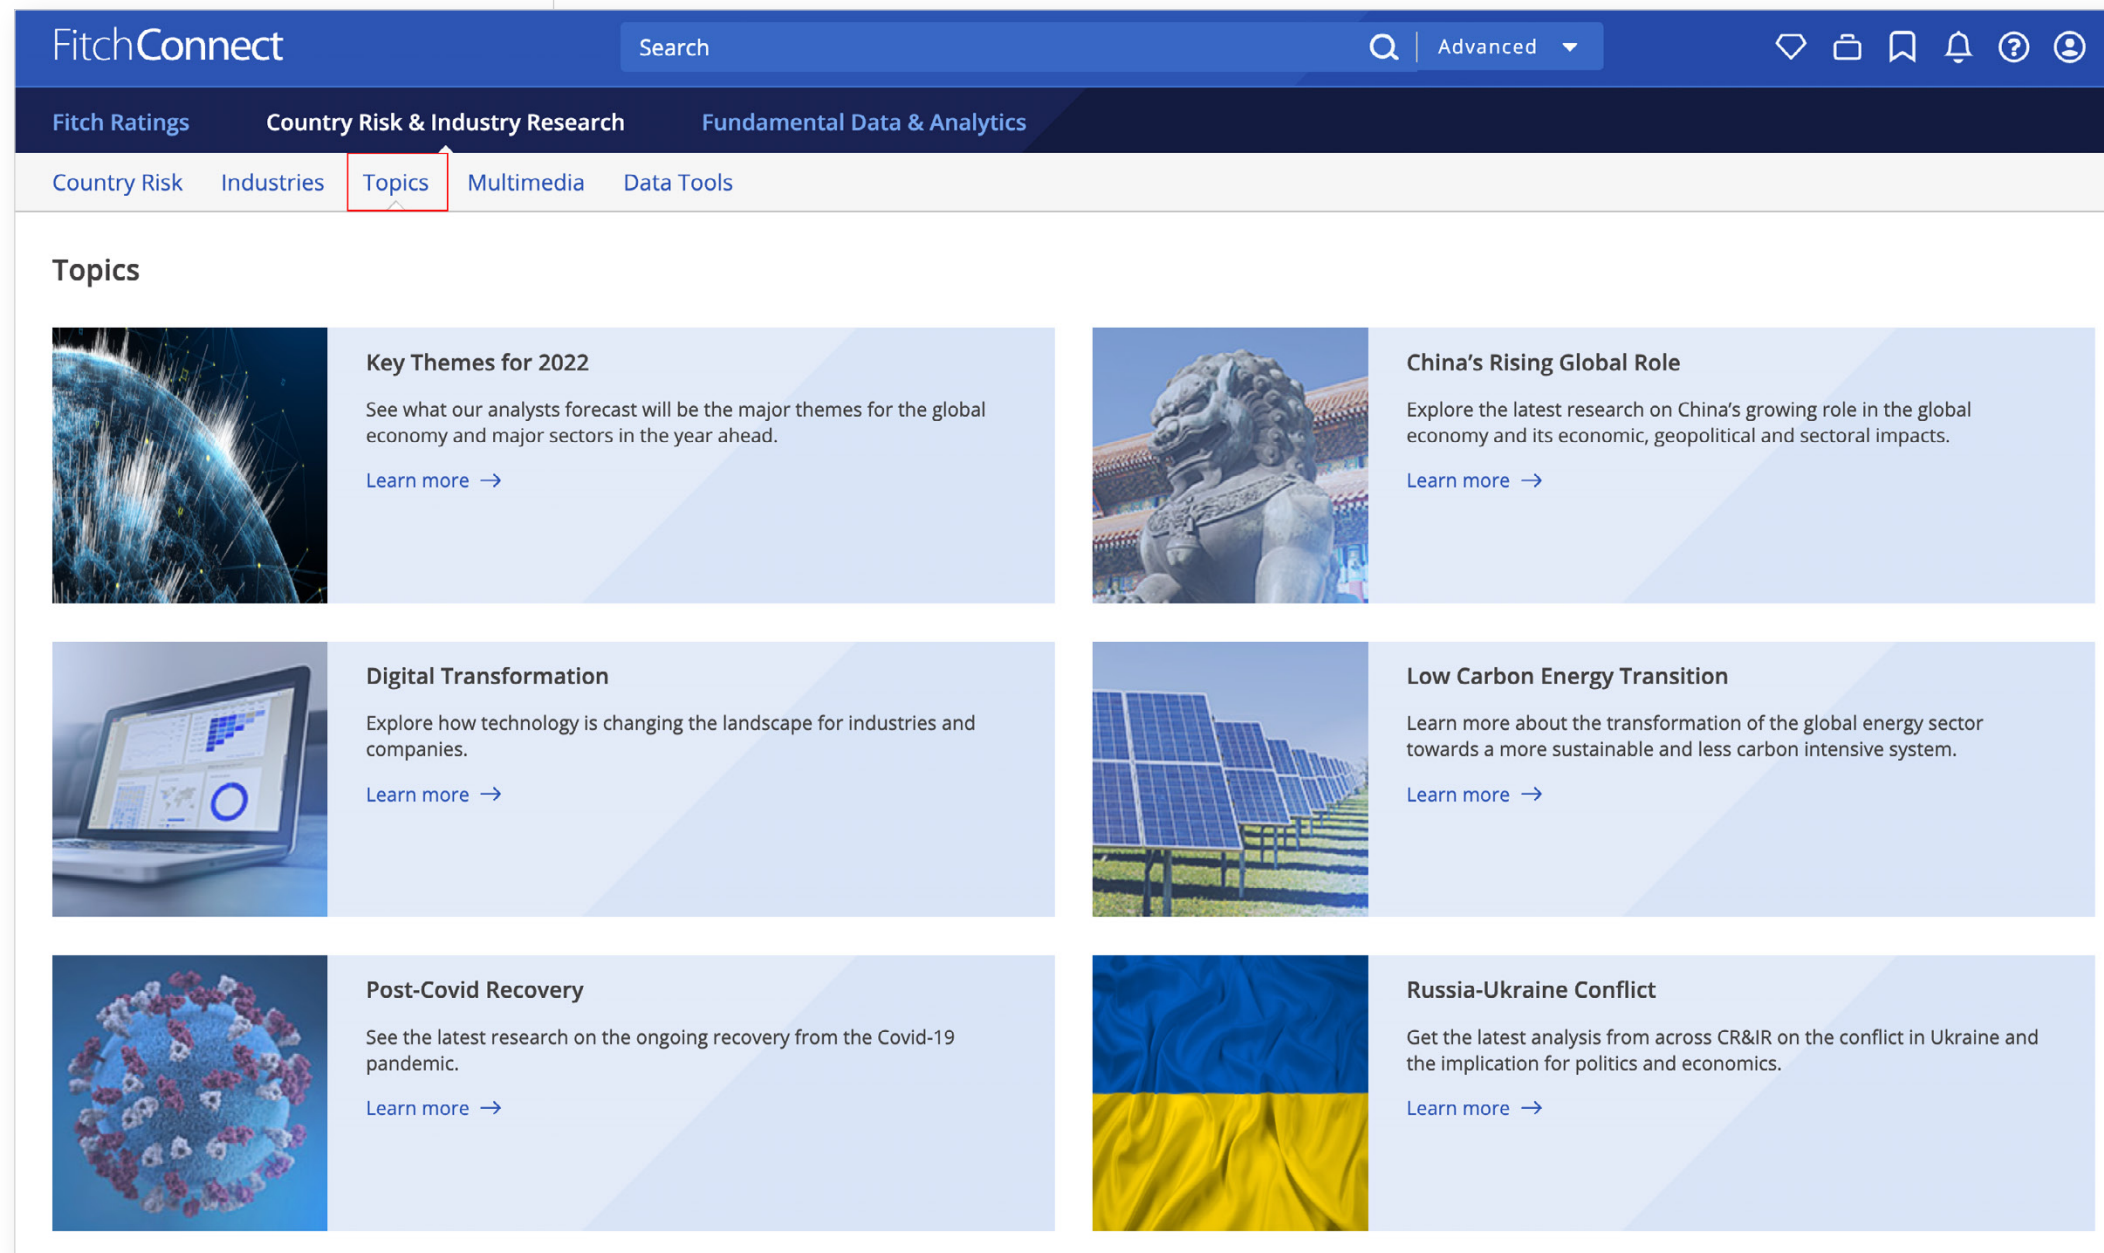 FitchConnect
Search
Advanced
Fitch Ratings
Country Risk & Industry Research
Fundamental Data & Analytics
Country Risk
Industries
Topics
Multimedia
Data Tools
Topics
Key Themes for 2022
See what our analysts forecast will be the major themes for the global
economy and major sectors in the year ahead.
Learn more →
China’s Rising Global Role
Explore the latest research on China’s growing role in the global
economy and its economic, geopolitical and sectoral impacts.
Learn more →
Digital Transformation
Explore how technology is changing the landscape for industries and
companies.
Learn more →
Low Carbon Energy Transition
Learn more about the transformation of the global energy sector
towards a more sustainable and less carbon intensive system.
Learn more →
Post-Covid Recovery
See the latest research on the ongoing recovery from the Covid-19
pandemic.
Learn more →
Russia-Ukraine Conflict
Get the latest analysis from across CR&IR on the conflict in Ukraine and
the implication for politics and economics.
Learn more →